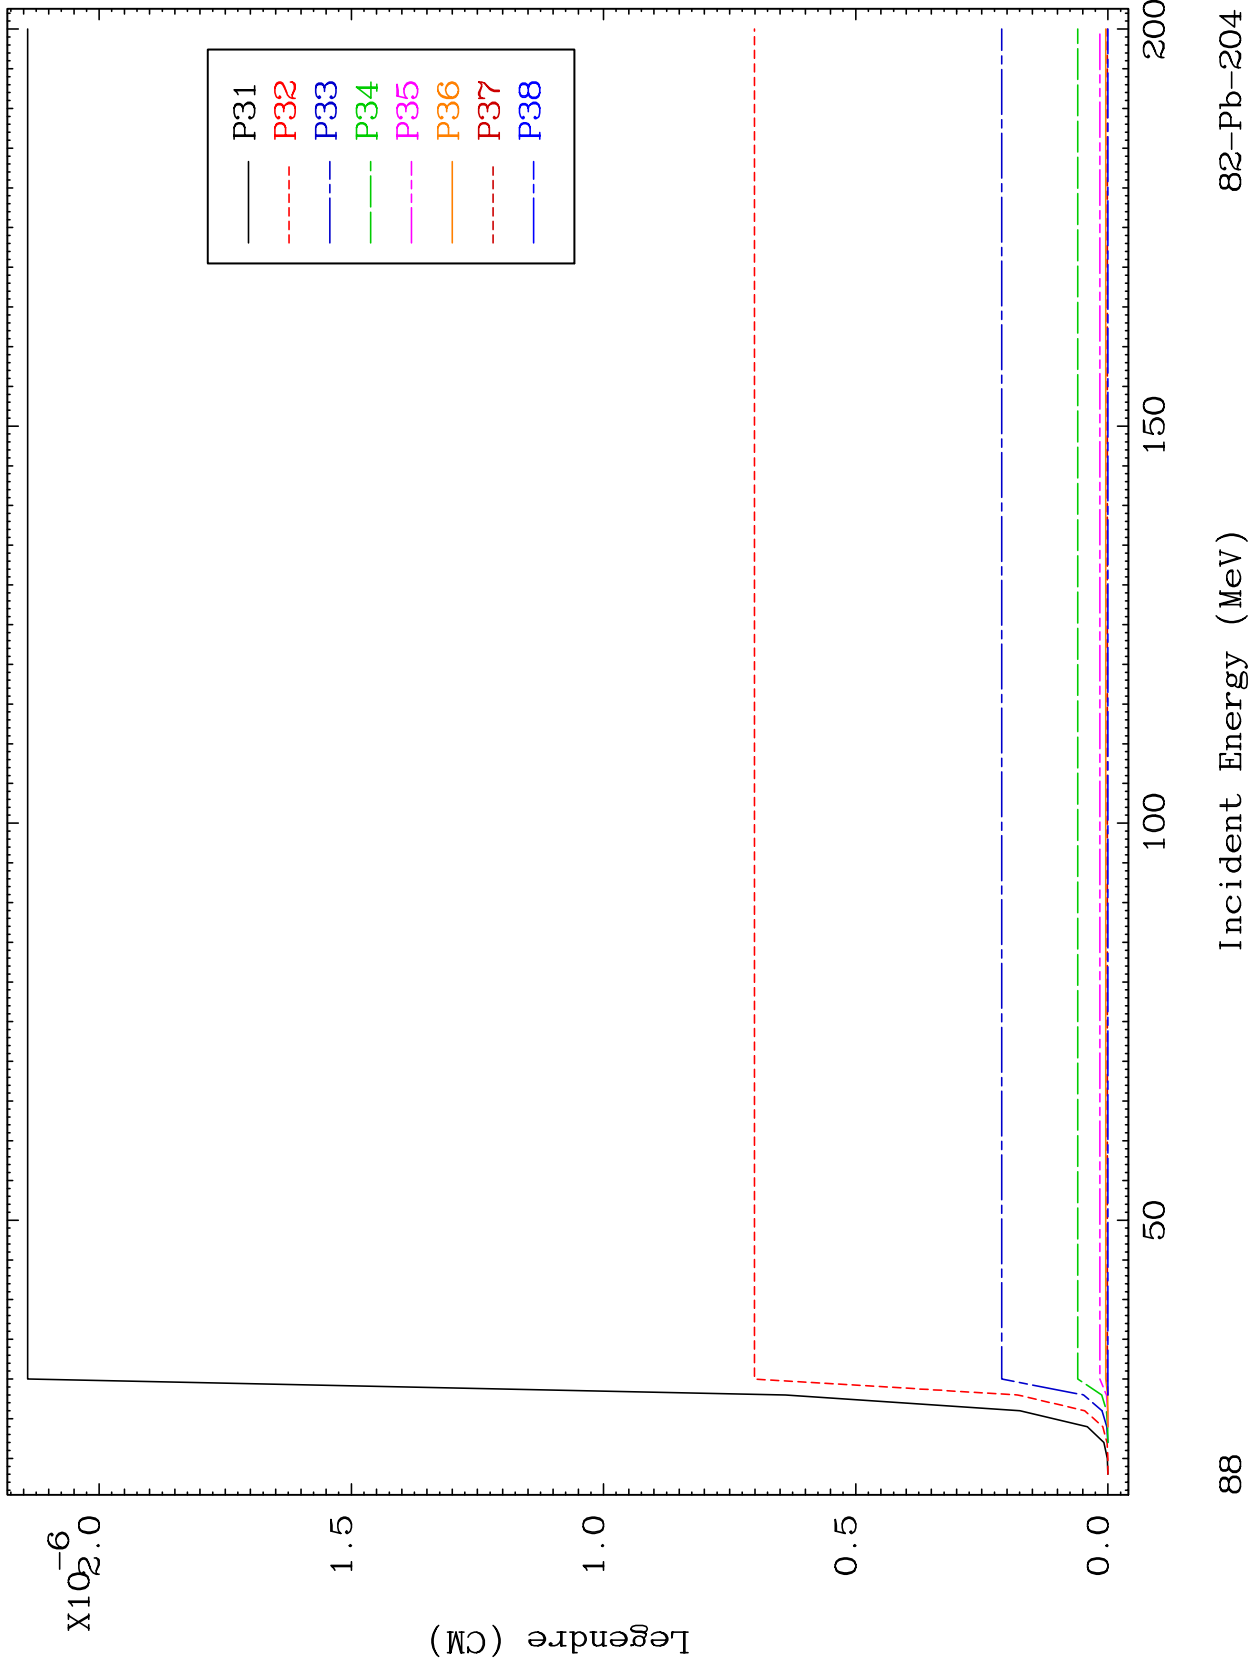 X10-6
2.0
1.5
1.0
0.5
0.0
Legendre (CM)
P31
P32
P33
P34
P35
P36
P37
P38
50
100
150
200
Incident Energy (MeV)
88
82-Pb-204